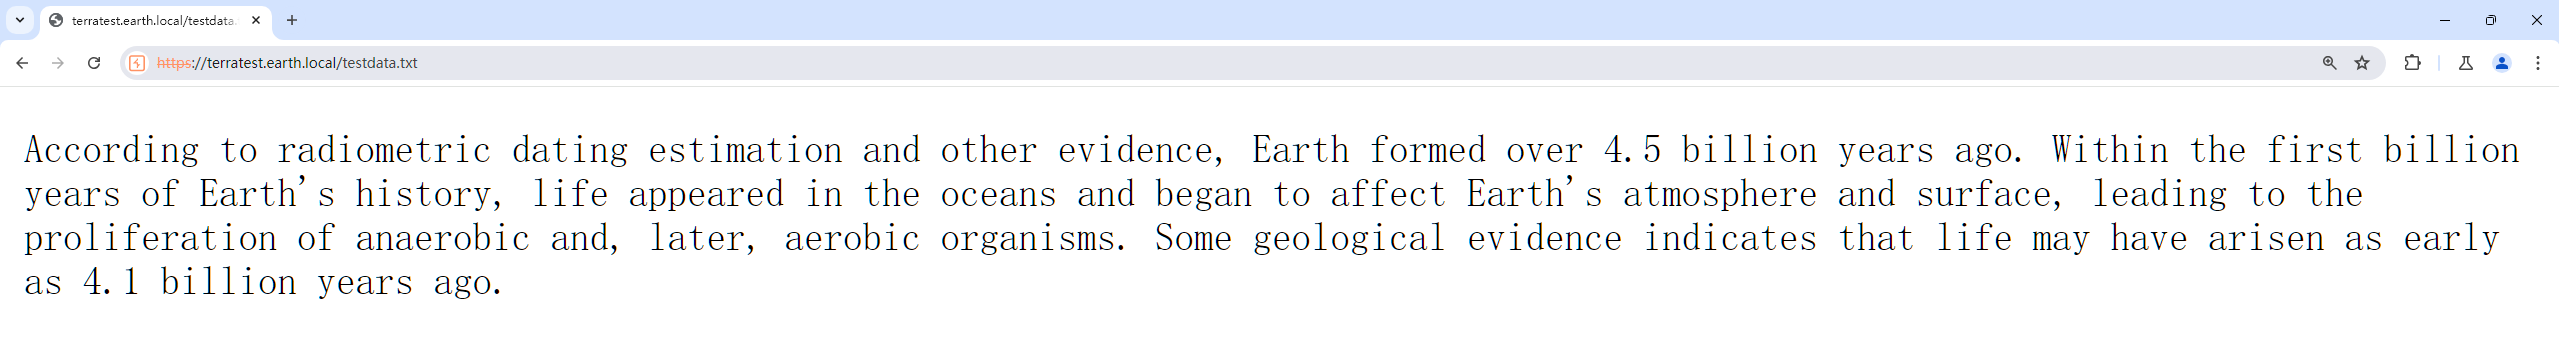 terratest.earth.local/testdata.
https://terratest.earth.local/testdata.txt
According to radiometric dating estimation and other evidence, Earth formed over 4.5 billion years ago. Within the first billion
years of Earth's history, life appeared in the oceans and began to affect Earth's atmosphere and surface, leading to the
proliferation of anaerobic and, later, aerobic organisms. Some geological evidence indicates that life may have arisen as early
as 4.1 billion years ago.